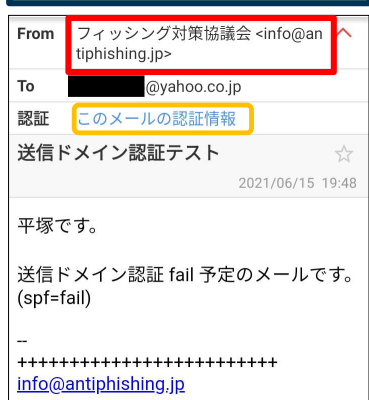 From フィッシング対策協議会 <info@an
tiphishing.jp>
To @yahoo.co.jp
認証 このメールの認証情報
送信ドメイン認証テスト
2021/06/15 19:48
平塚です。
送信ドメイン認証 fail 予定のメールです。
(spf=fail)
--
+++++++++++++++++++++++++
info@antiphishing.jp